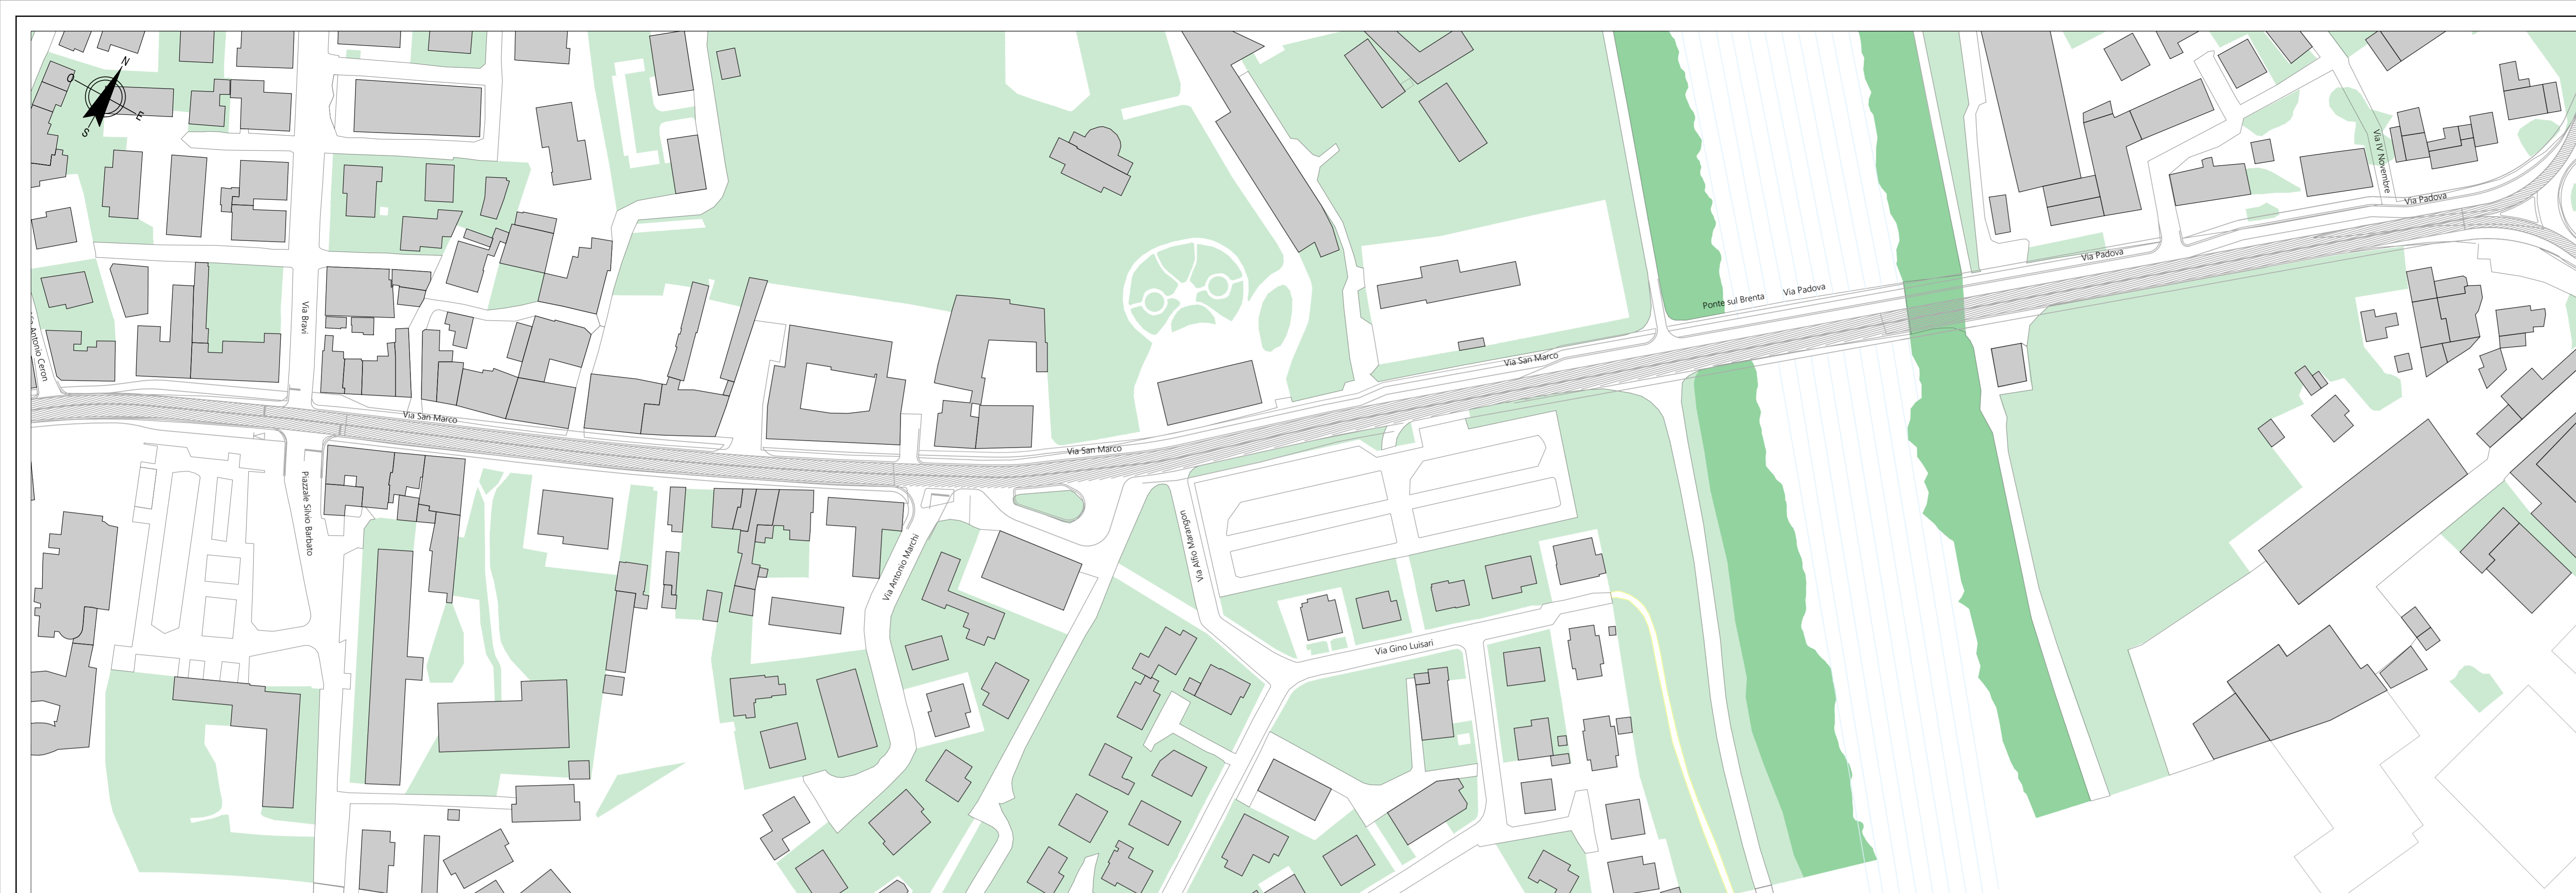 N
O
E
S
Via IV Novembre
Via Padova
Via Padova
Via Padova
Ponte sul Brenta
Via Bravi
Via Antonio Ceron
Via San Marco
Via San Marco
Via San Marco
Piazzale Silvio Barbato
Via Antonio Marchi
Via Alfio Marangon
Via Gino Luisari